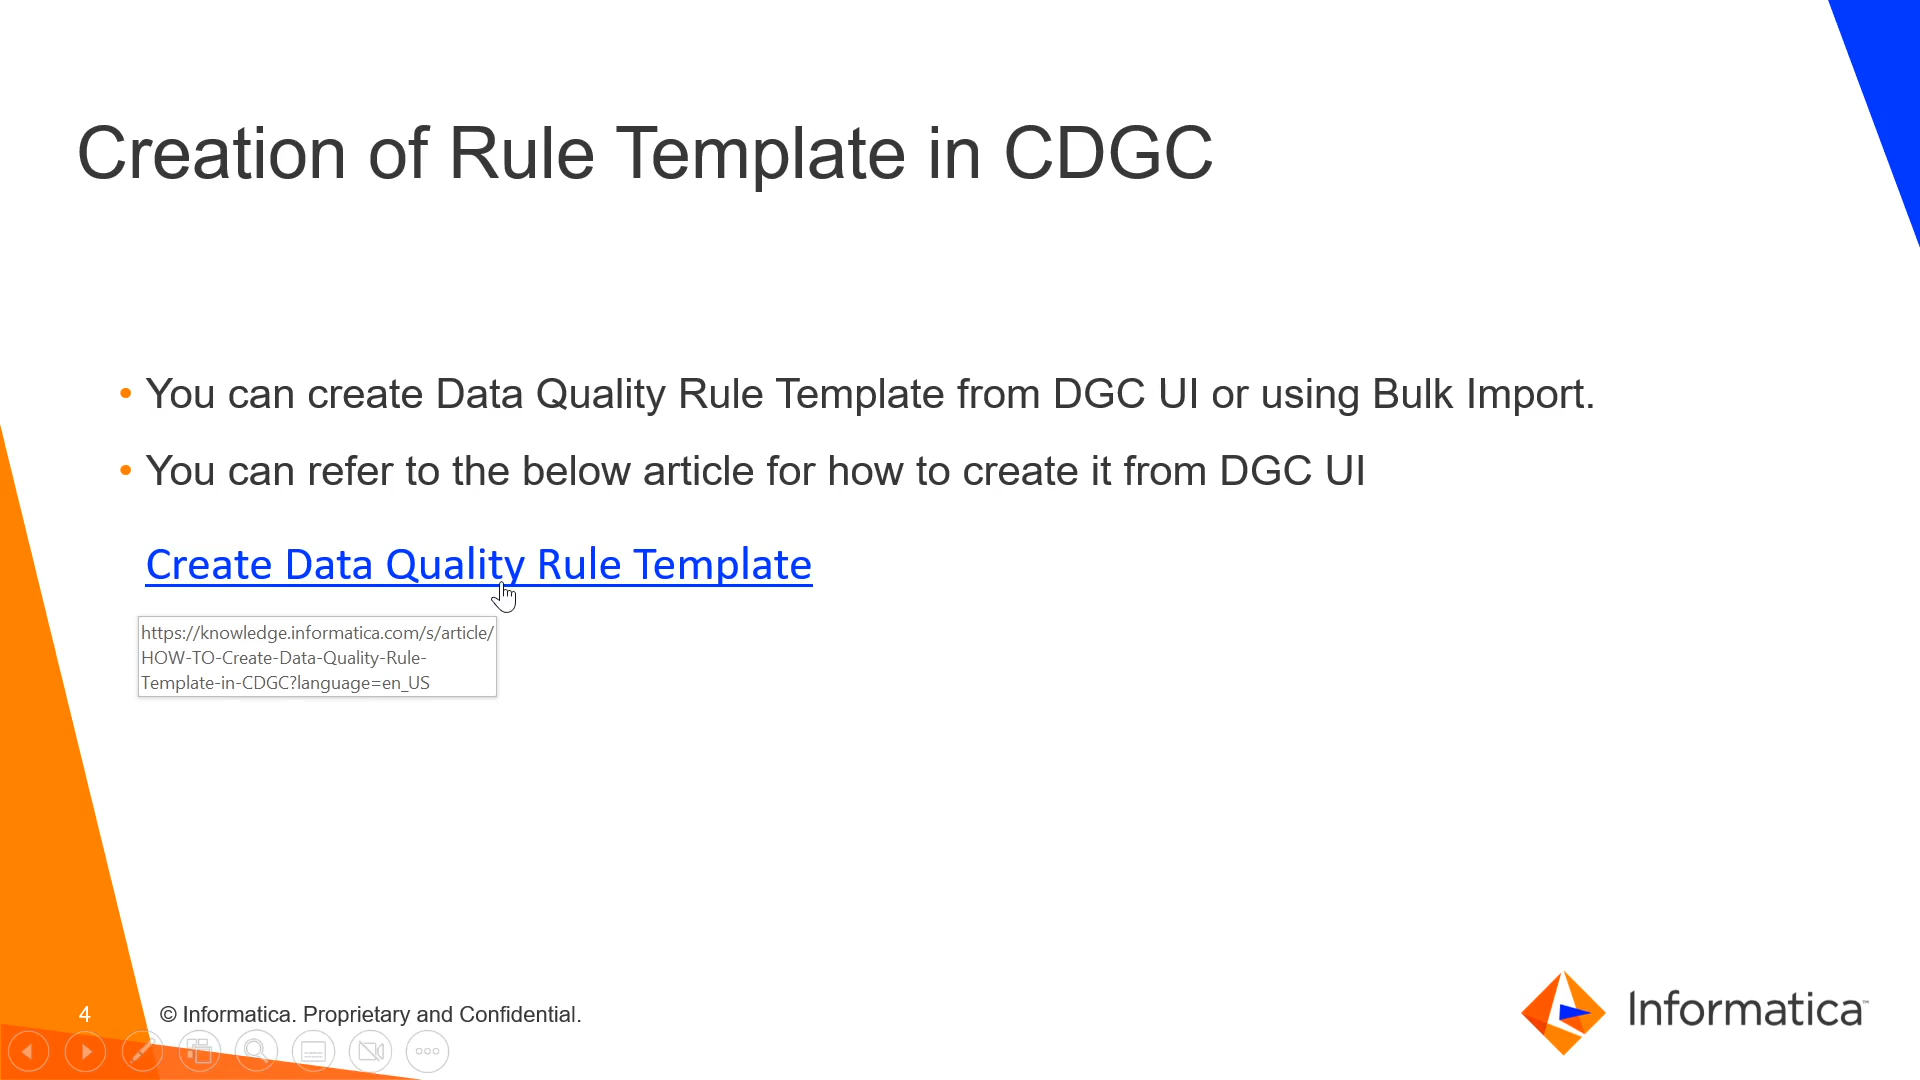 Creation of Rule Template in CDGC
• You can create Data Quality Rule Template from DGC UI or using Bulk Import.
• You can refer to the below article for how to create it from DGC UI
Create Data Quality Rule Template
https://knowledge.informatica.com/s/article/
HOW-TO-Create-Data-Quality-Rule-
Template-in-CDGC?language=en_US
4
© Informatica. Proprietary and Confidential.
Informatica™